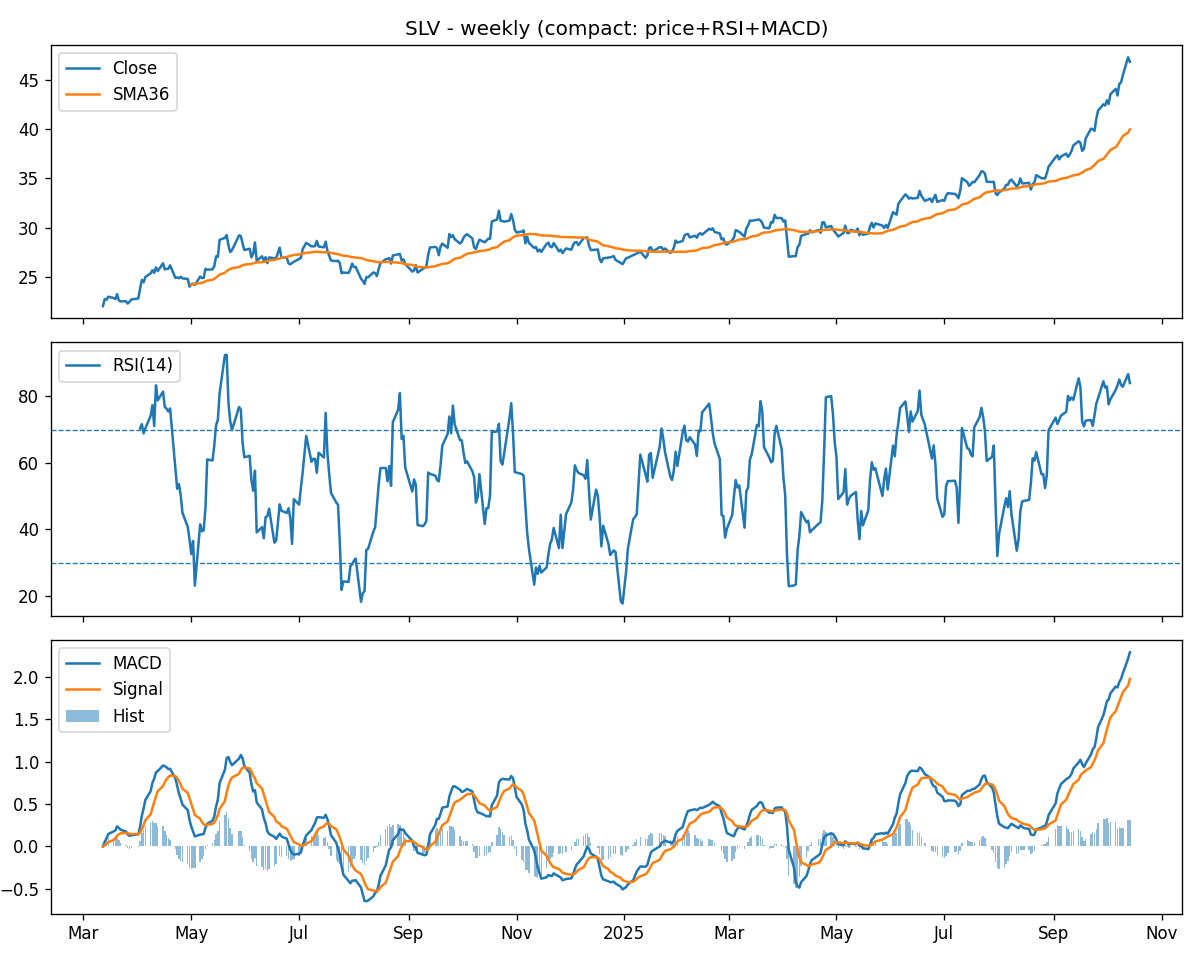 SLV - weekly (compact: price+RSI+MACD)
Close
SMA36
45
40
35
30
25
RSI(14)
80
60
40
20
MACD
Signal
Hist
2.0
1.5
1.0
0.5
0.0
−0.5
Mar May Jul Sep Nov 2025 Mar May Jul Sep Nov